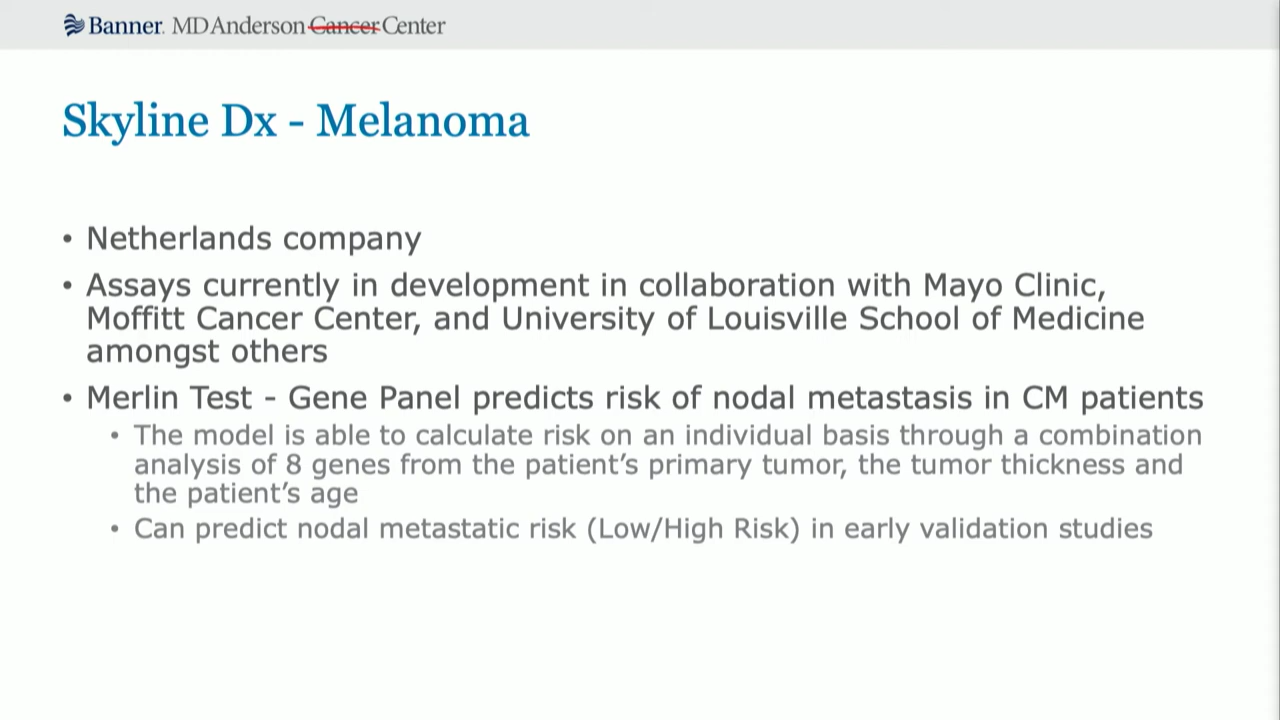 Banner. MD Anderson Cancer Center
Skyline Dx - Melanoma
• Netherlands company
• Assays currently in development in collaboration with Mayo Clinic,
Moffitt Cancer Center, and University of Louisville School of Medicine
amongst others
• Merlin Test - Gene Panel predicts risk of nodal metastasis in CM patients
• The model is able to calculate risk on an individual basis through a combination
analysis of 8 genes from the patient’s primary tumor, the tumor thickness and
the patient’s age
• Can predict nodal metastatic risk (Low/High Risk) in early validation studies